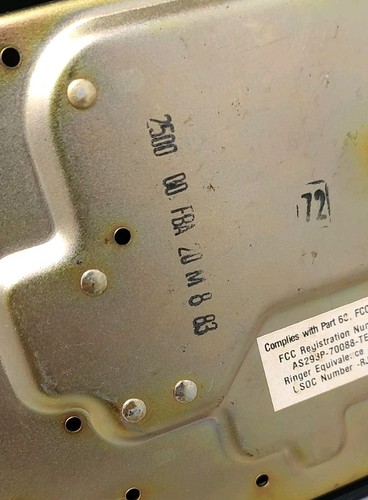 2500 00 FBA 20 M 8 83
72
Complies with Part 68, FCC
FCC Registration Num
AS293P-70088-TE
Ringer Equivalence
USOC Number -RJ